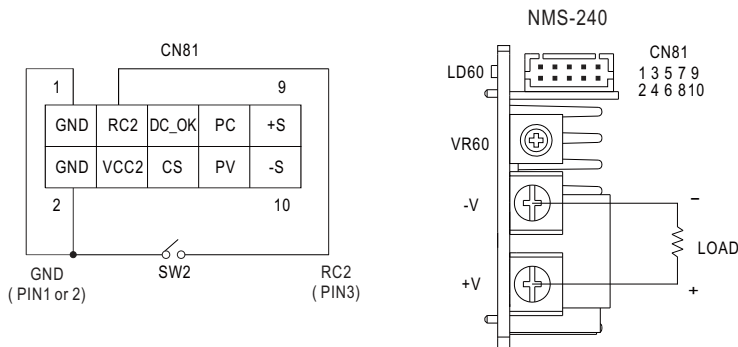 NMS-240
CN81
1 9
GND RC2 DC_OK PC +S
GND VCC2 CS PV -S
2 10
GND
( PIN1 or 2)
SW2
RC2
( PIN3)
LD60
CN81
1 3 5 7 9
2 4 6 8 10
VR60
-V
−
LOAD
+V
+